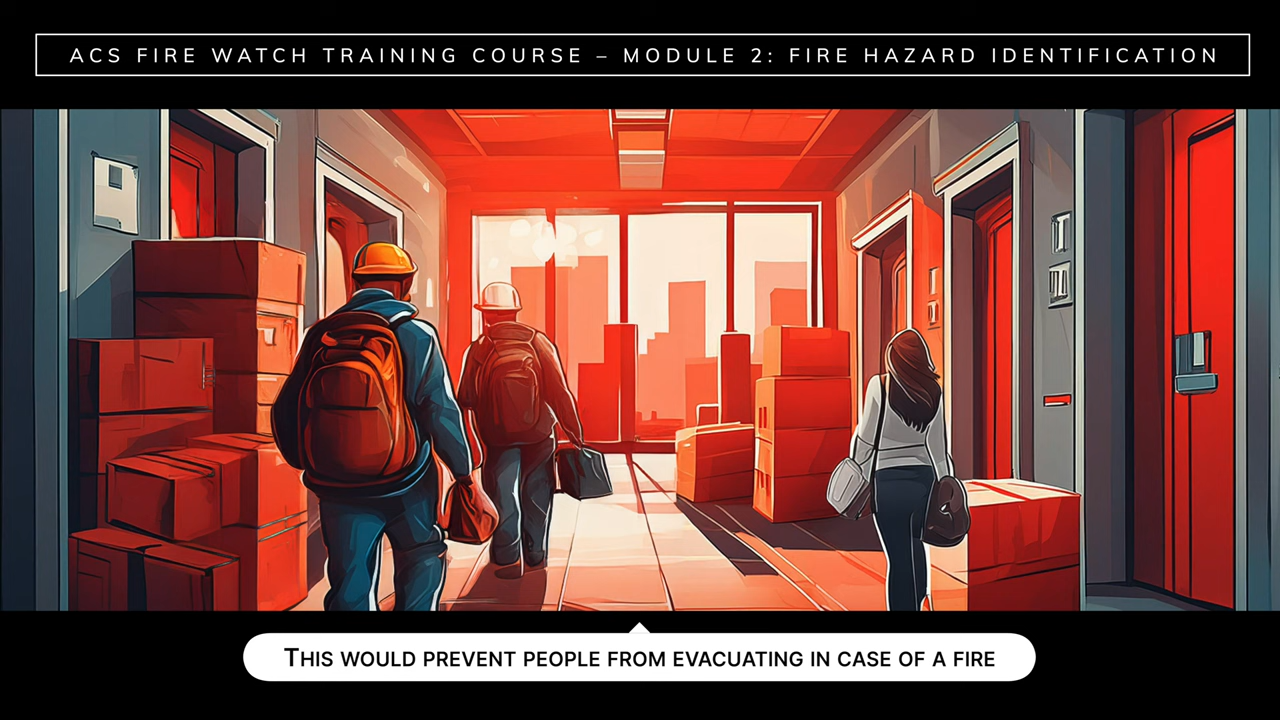 ACS FIRE WATCH TRAINING COURSE – MODULE 2: FIRE HAZARD IDENTIFICATION
THIS WOULD PREVENT PEOPLE FROM EVACUATING IN CASE OF A FIRE